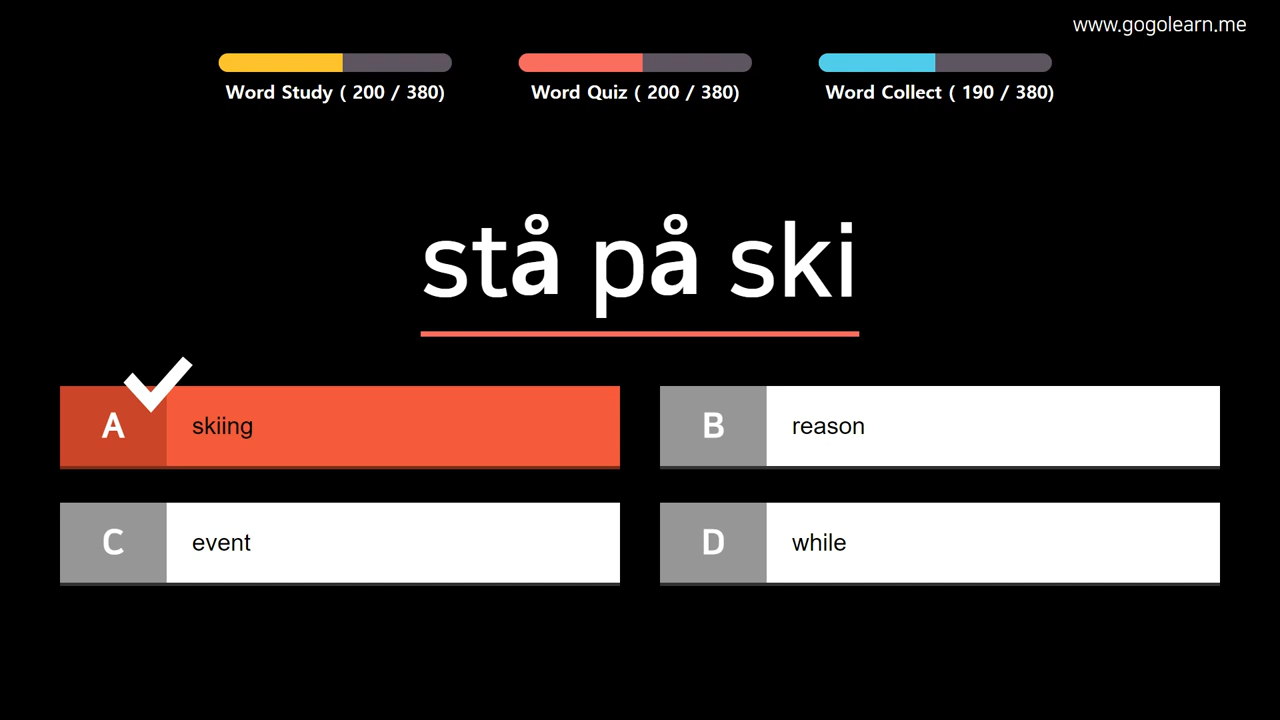 www.gogolearn.me
Word Study ( 200 / 380)
Word Quiz ( 200 / 380)
Word Collect ( 190 / 380)
stå på ski
A
skiing
B
reason
C
event
D
while